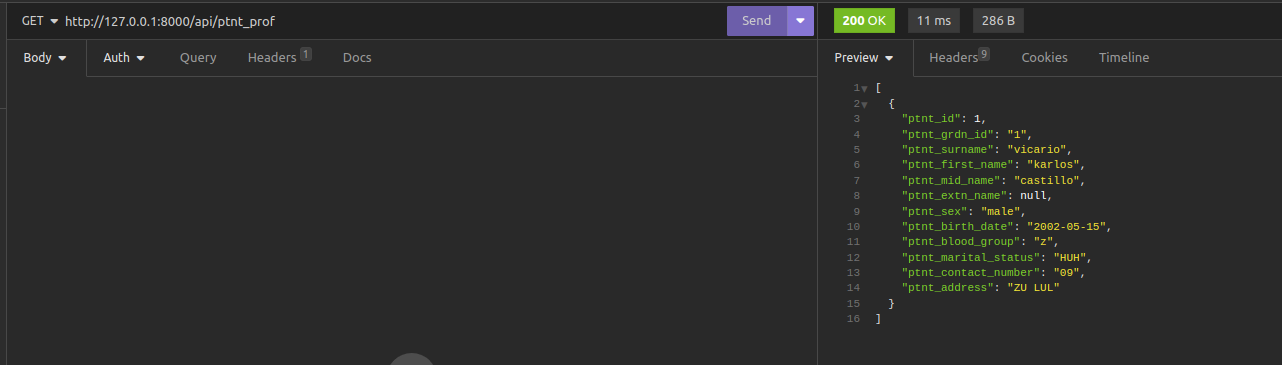 GET http://127.0.0.1:8000/api/ptnt_prof Send 200 OK 11 ms 286 B
Body Auth Query Headers 1 Docs Preview Headers 9 Cookies Timeline
1 [
2 {
3 "ptnt_id": 1,
4 "ptnt_grdn_id": "1",
5 "ptnt_surname": "vicario",
6 "ptnt_first_name": "karlos",
7 "ptnt_mid_name": "castillo",
8 "ptnt_extn_name": null,
9 "ptnt_sex": "male",
10 "ptnt_birth_date": "2002-05-15",
11 "ptnt_blood_group": "z",
12 "ptnt_marital_status": "HUH",
13 "ptnt_contact_number": "09",
14 "ptnt_address": "ZU LUL"
15 }
16 ]